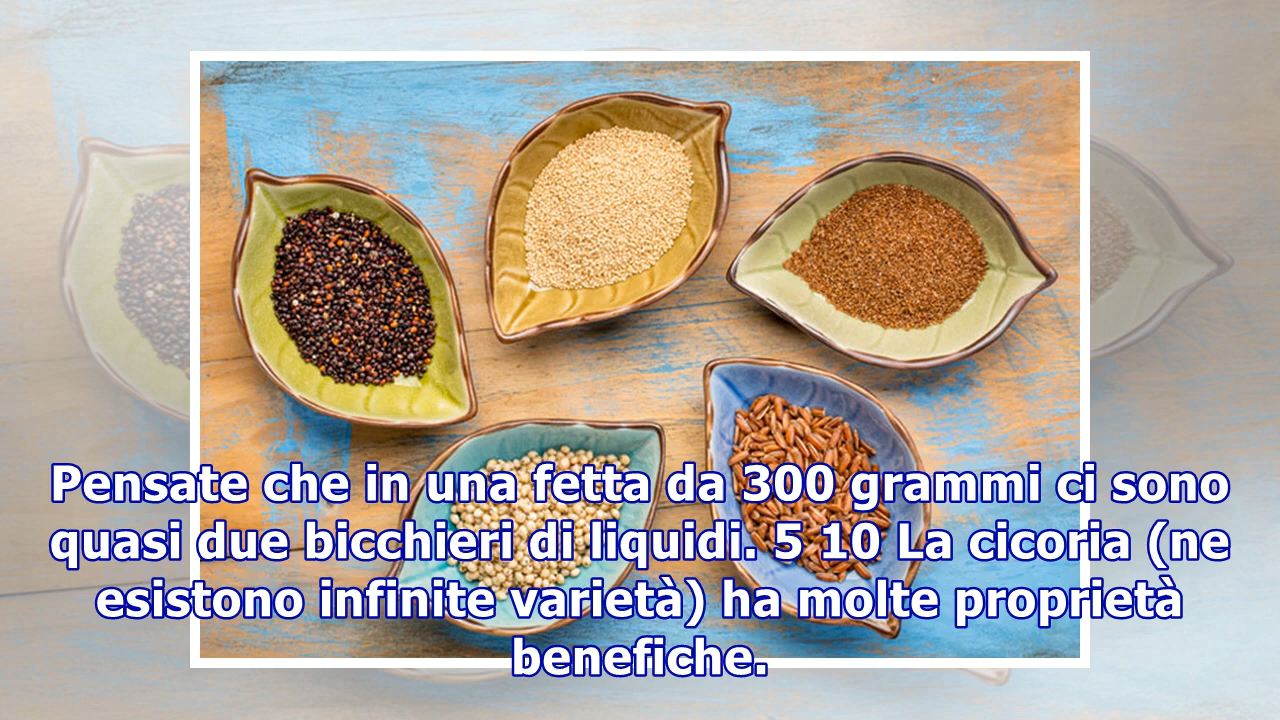 Pensate che in una fetta da 300 grammi ci sono
quasi due bicchieri di liquidi. 5 10 La cicoria (ne
esistono infinite varietà) ha molte proprietà
benefiche.